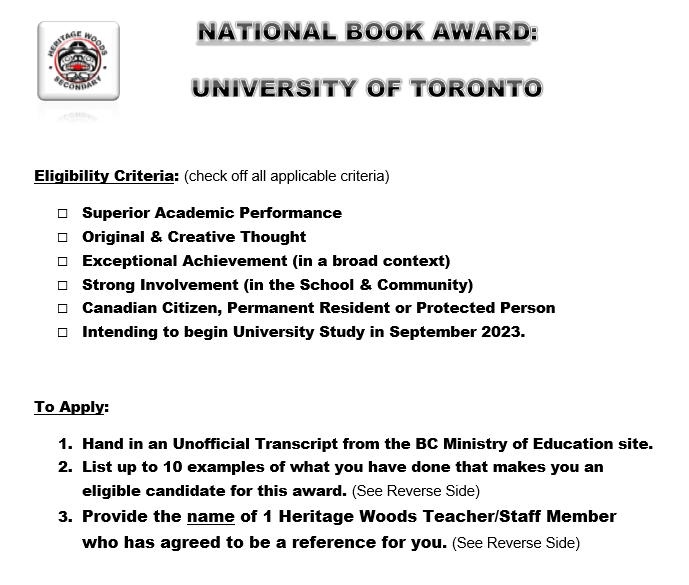 HERITAGE WOODS
SECONDARY
NATIONAL BOOK AWARD:
UNIVERSITY OF TORONTO
Eligibility Criteria: (check off all applicable criteria)
☐ Superior Academic Performance
☐ Original & Creative Thought
☐ Exceptional Achievement (in a broad context)
☐ Strong Involvement (in the School & Community)
☐ Canadian Citizen, Permanent Resident or Protected Person
☐ Intending to begin University Study in September 2023.
To Apply:
1. Hand in an Unofficial Transcript from the BC Ministry of Education site.
2. List up to 10 examples of what you have done that makes you an
eligible candidate for this award. (See Reverse Side)
3. Provide the name of 1 Heritage Woods Teacher/Staff Member
who has agreed to be a reference for you. (See Reverse Side)